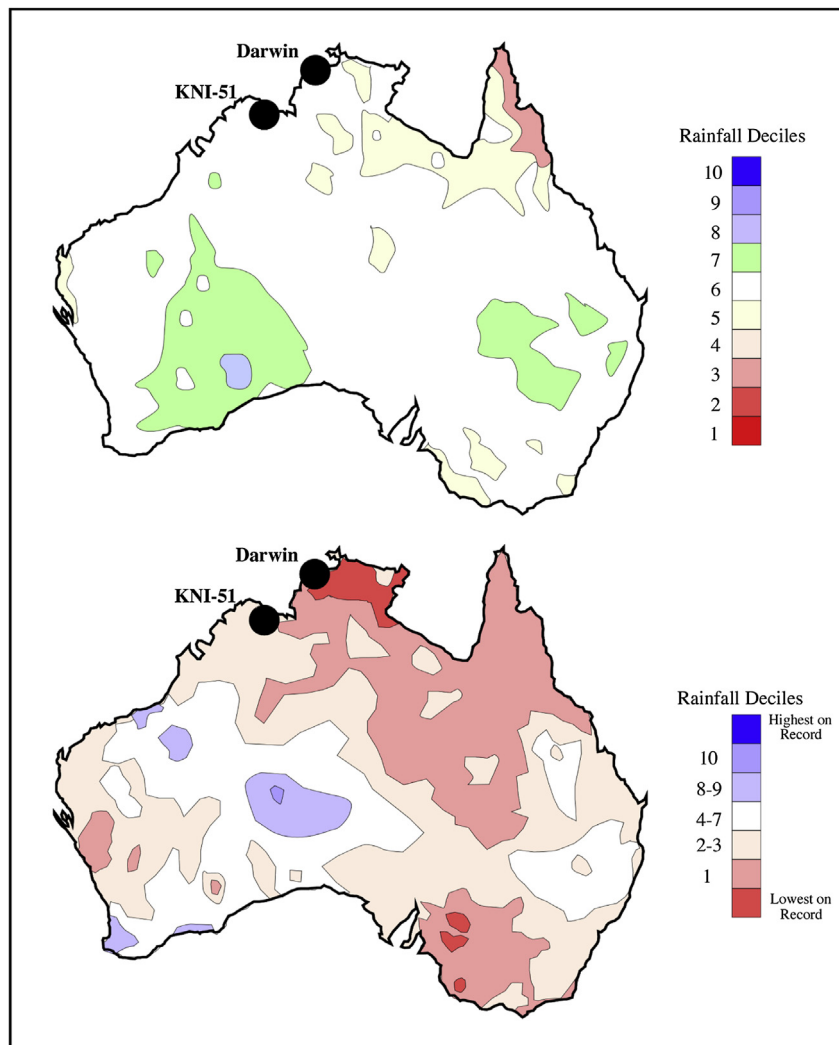 Darwin
KNI-51
Rainfall Deciles
10
9
8
7
6
5
4
3
2
1
Darwin
KNI-51
Rainfall Deciles
Highest on
Record
10
8-9
4-7
2-3
1
Lowest on
Record